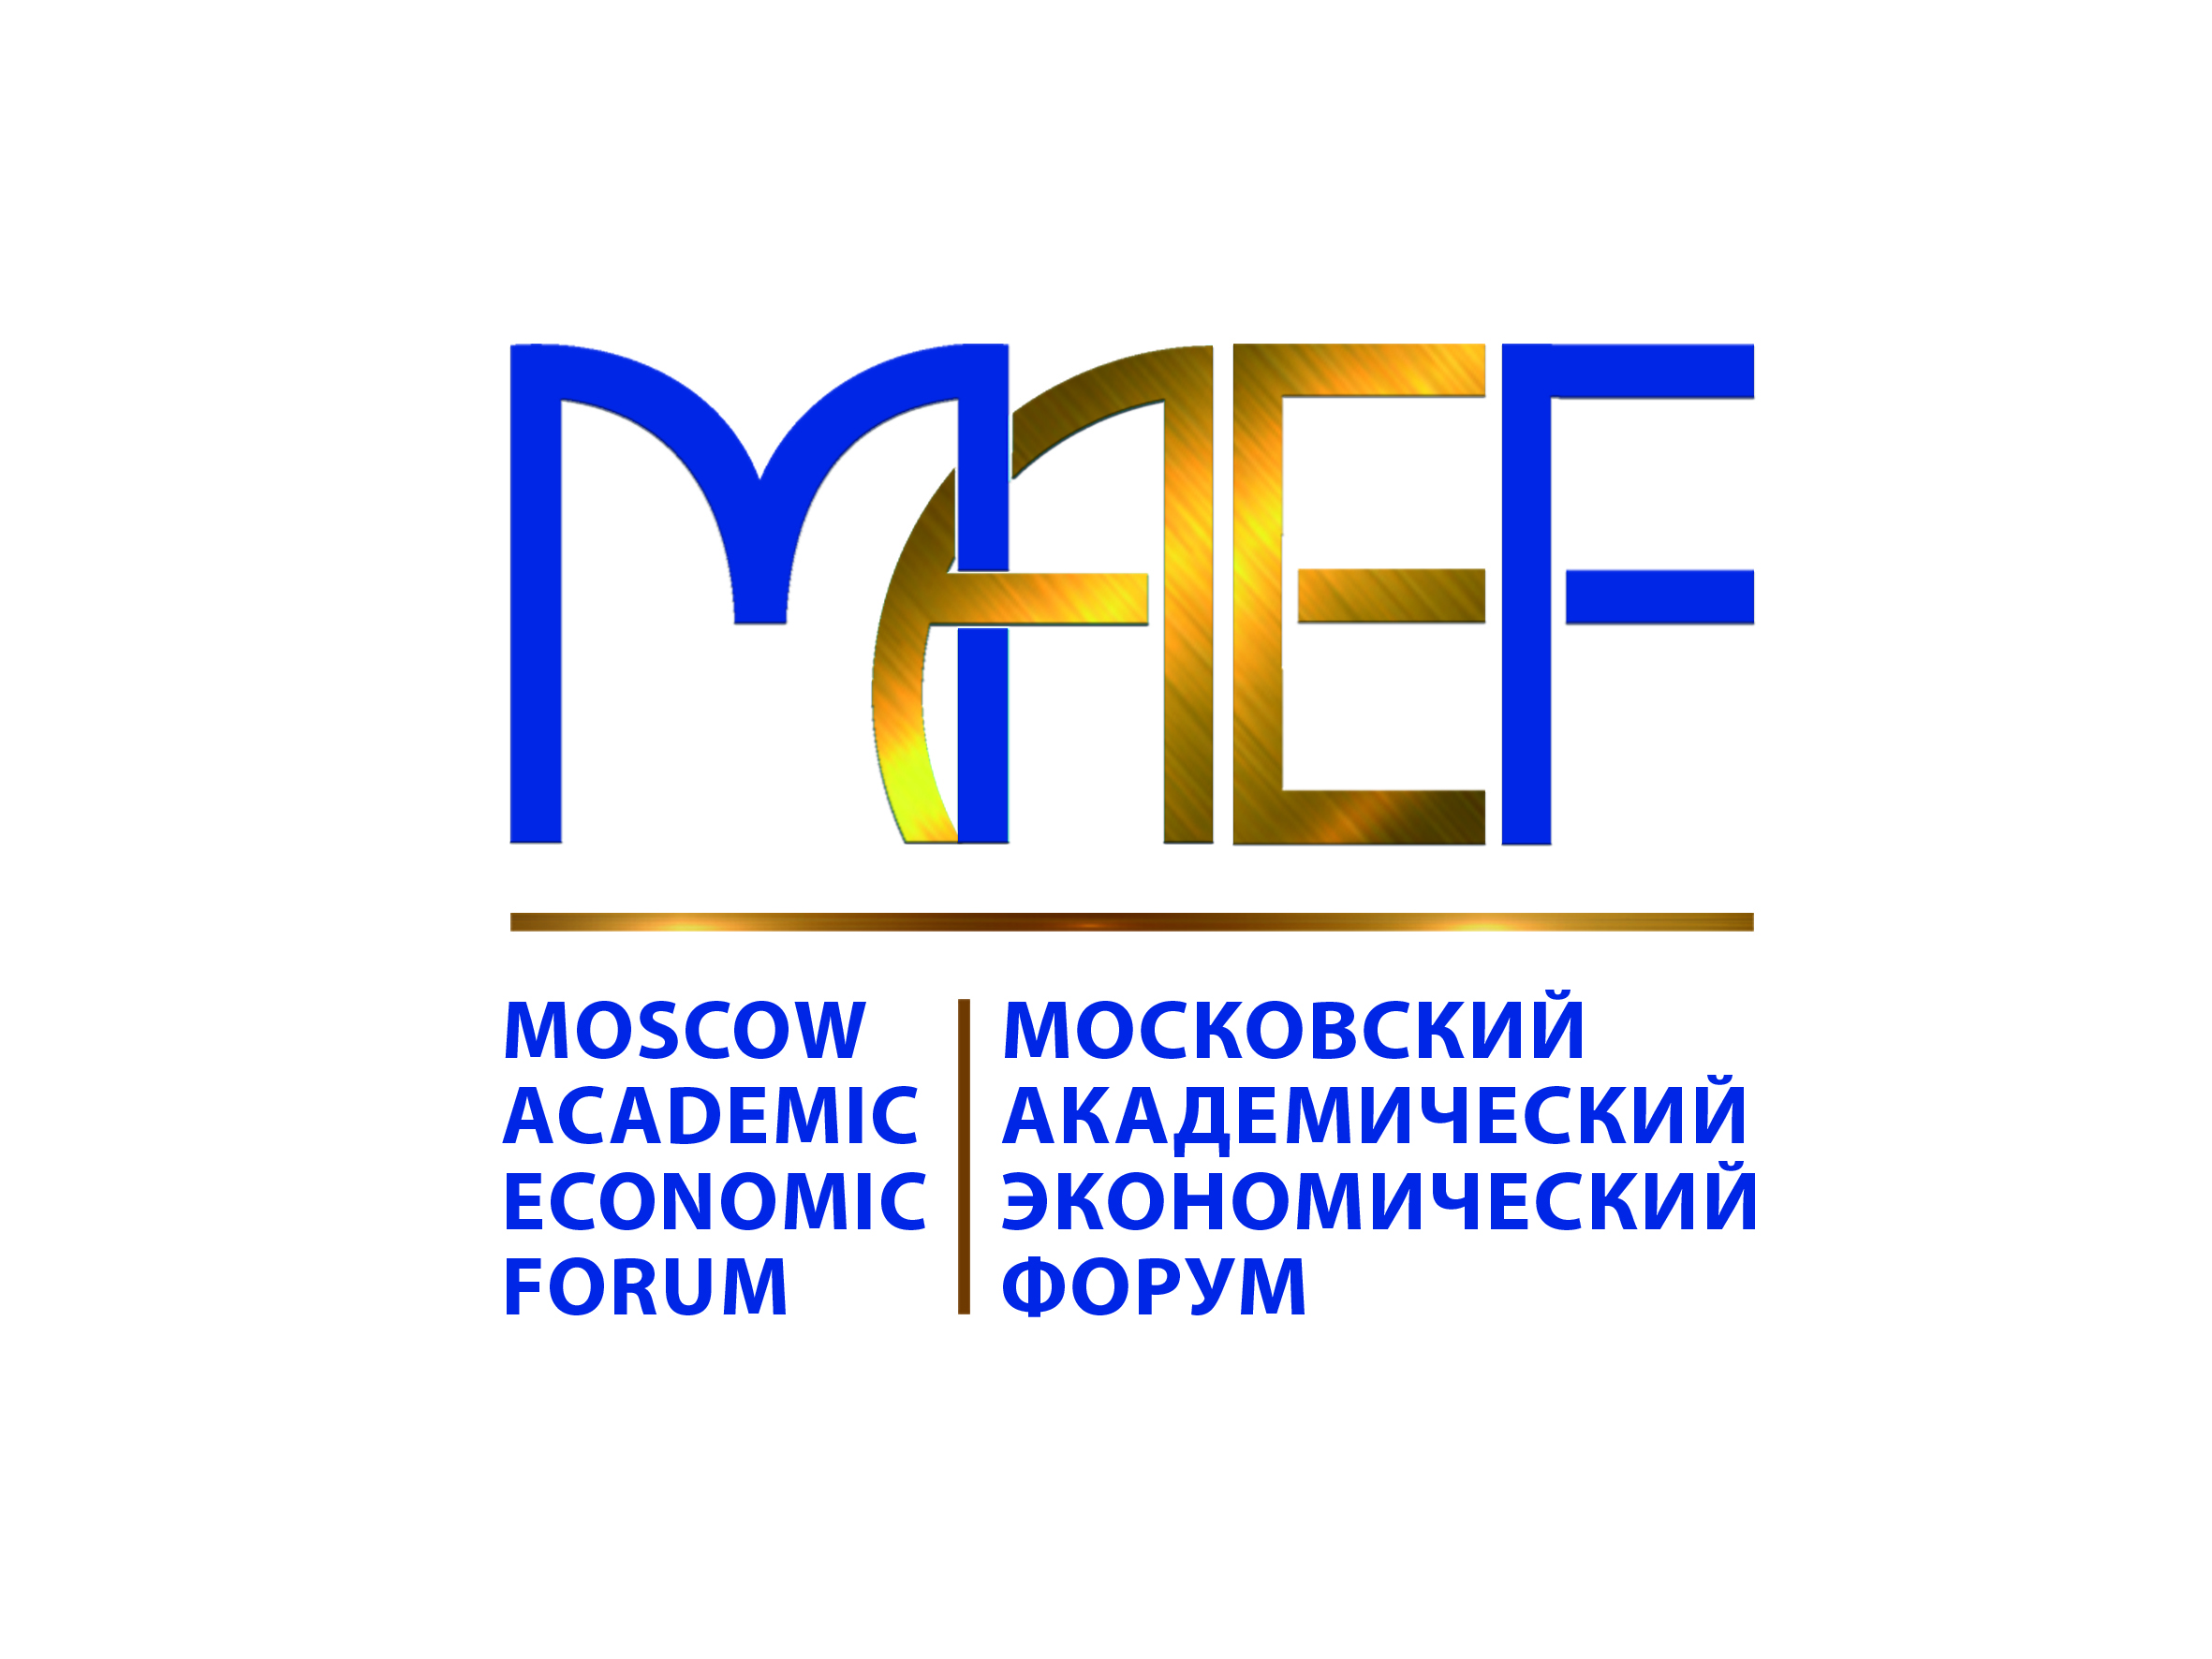 MAEF
MOSCOW
ACADEMIC
ECONOMIC
FORUM
МОСКОВСКИЙ
АКАДЕМИЧЕСКИЙ
ЭКОНОМИЧЕСКИЙ
ФОРУМ